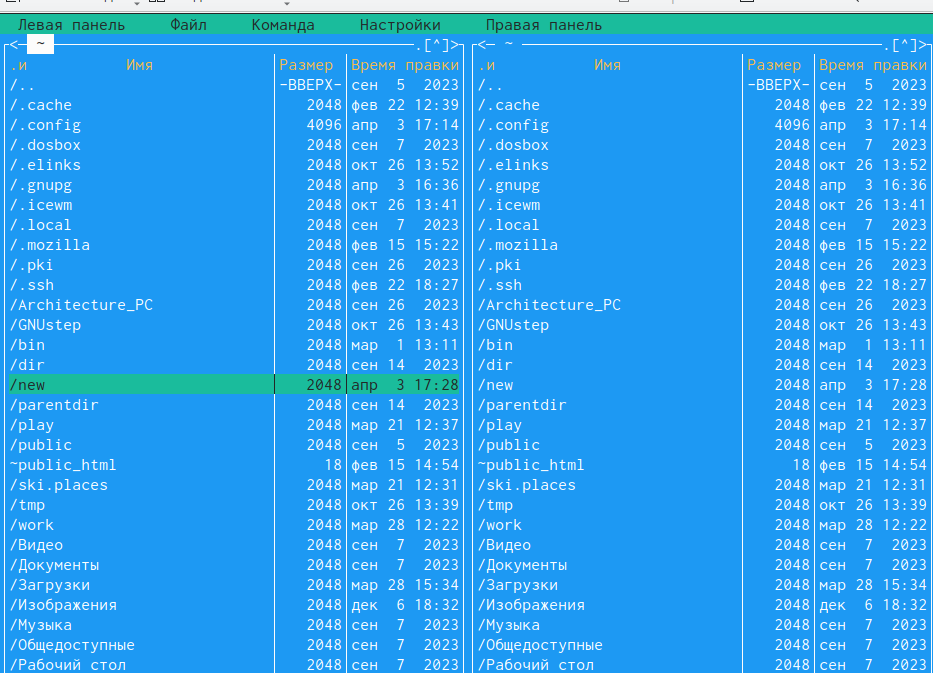 Левая панель Файл Команда Настройки Правая панель
<─ ~ .[^]> <─ ~ .[^]>
.и Имя Размер Время правки .и Имя Размер Время правки
/.. -ВВЕРХ- сен 5 2023 /.. -ВВЕРХ- сен 5 2023
/.cache 2048 фев 22 12:39 /.cache 2048 фев 22 12:39
/.config 4096 апр 3 17:14 /.config 4096 апр 3 17:14
/.dosbox 2048 сен 7 2023 /.dosbox 2048 сен 7 2023
/.elinks 2048 окт 26 13:52 /.elinks 2048 окт 26 13:52
/.gnupg 2048 апр 3 16:36 /.gnupg 2048 апр 3 16:36
/.icewm 2048 окт 26 13:41 /.icewm 2048 окт 26 13:41
/.local 2048 сен 7 2023 /.local 2048 сен 7 2023
/.mozilla 2048 фев 15 15:22 /.mozilla 2048 фев 15 15:22
/.pki 2048 сен 26 2023 /.pki 2048 сен 26 2023
/.ssh 2048 фев 22 18:27 /.ssh 2048 фев 22 18:27
/Architecture_PC 2048 сен 26 2023 /Architecture_PC 2048 сен 26 2023
/GNUstep 2048 окт 26 13:43 /GNUstep 2048 окт 26 13:43
/bin 2048 мар 1 13:11 /bin 2048 мар 1 13:11
/dir 2048 сен 14 2023 /dir 2048 сен 14 2023
/new 2048 апр 3 17:28 /new 2048 апр 3 17:28
/parentdir 2048 сен 14 2023 /parentdir 2048 сен 14 2023
/play 2048 мар 21 12:37 /play 2048 мар 21 12:37
/public 2048 сен 5 2023 /public 2048 сен 5 2023
~public_html 18 фев 15 14:54 ~public_html 18 фев 15 14:54
/ski.places 2048 мар 21 12:31 /ski.places 2048 мар 21 12:31
/tmp 2048 окт 26 13:39 /tmp 2048 окт 26 13:39
/work 2048 мар 28 12:22 /work 2048 мар 28 12:22
/Видео 2048 сен 7 2023 /Видео 2048 сен 7 2023
/Документы 2048 сен 7 2023 /Документы 2048 сен 7 2023
/Загрузки 2048 мар 28 15:34 /Загрузки 2048 мар 28 15:34
/Изображения 2048 дек 6 18:32 /Изображения 2048 дек 6 18:32
/Музыка 2048 сен 7 2023 /Музыка 2048 сен 7 2023
/Общедоступные 2048 сен 7 2023 /Общедоступные 2048 сен 7 2023
/Рабочий стол 2048 сен 7 2023 /Рабочий стол 2048 сен 7 2023